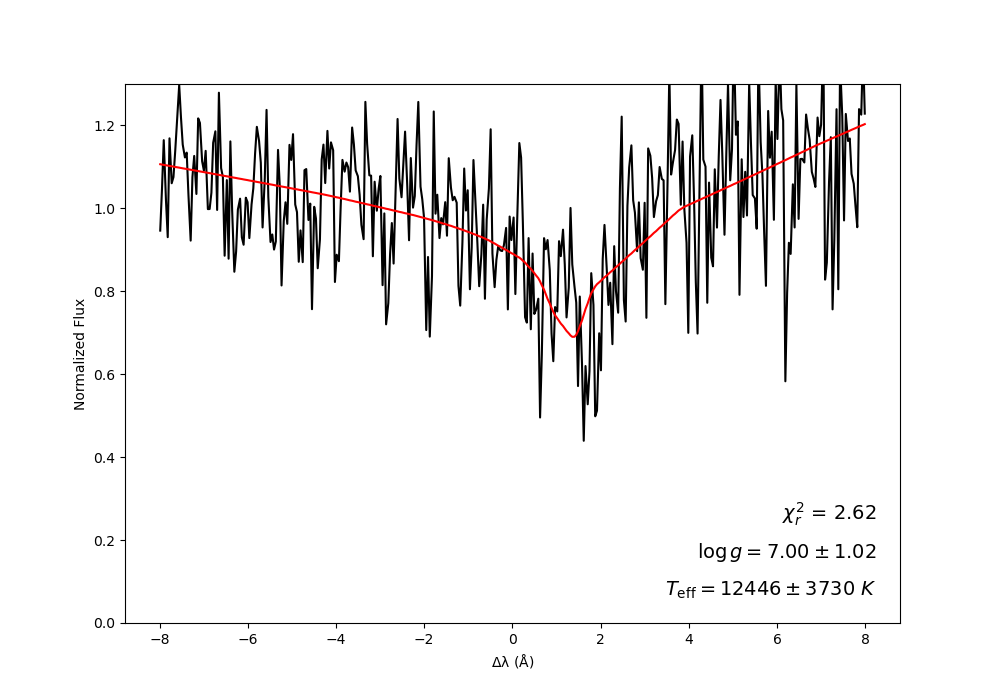 1.2
1.0
0.8
0.6
0.4
0.2
0.0
Normalized Flux
χ²ᵣ = 2.62
log g = 7.00 ± 1.02
T_eff = 12446 ± 3730 K
−8 −6 −4 −2 0 2 4 6 8
Δλ (Å)